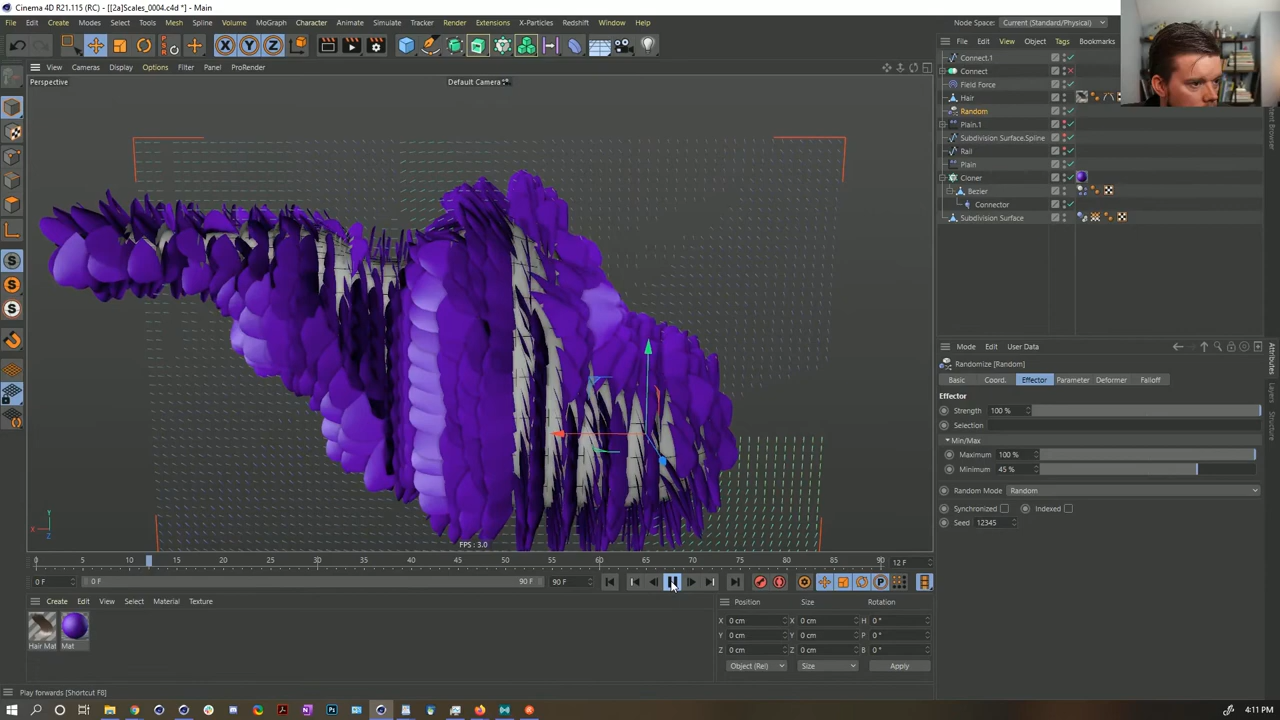 Cinema 4D R21.115 (RC) - [[2a]Scales_0004.c4d *] - Main
File Edit Create Modes Select Tools Mesh Spline Volume MoGraph Character Animate Simulate Tracker Render Extensions X-Particles Redshift Window Help
Node Space: Current (Standard/Physical)
View Cameras Display Options Filter Panel ProRender
File Edit View Object Tags Bookmarks
Perspective
Default Camera
Connect.1
Connect
Field Force
Hair
Random
Plain.1
Subdivision Surface.Spline
Rail
Plain
Cloner
Bezier
Connector
Subdivision Surface
Content Browser
Attributes
Layers
Structure
Mode Edit User Data
Randomize [Random]
Basic Coord. Effector Parameter Deformer Falloff
Effector
Strength 100 %
Selection
Min/Max
Maximum 100 %
Minimum 45 %
Random Mode Random
Synchronized Indexed
Seed 12345
FPS : 3.0
0 5 10 15 20 25 30 35 40 45 50 55 60 65 70 75 80 85 90 12 F
0 F 0 F 90 F 90 F
Create Edit View Select Material Texture
Hair Mat
Mat
Position Size Rotation
X 0 cm X 0 cm H 0 °
Y 0 cm Y 0 cm P 0 °
Z 0 cm Z 0 cm B 0 °
Object (Rel) Size Apply
Play forwards [Shortcut F8]
4:11 PM